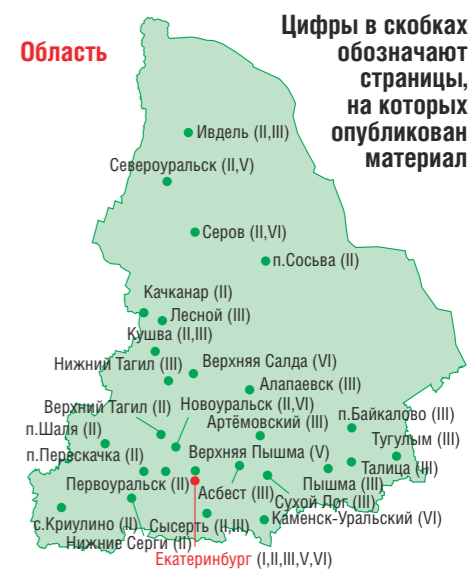 Область
Цифры в скобках
обозначают
страницы,
на которых
опубликован
материал
Ивдель (II,III)
Североуральск (II,V)
Серов (II,VI)
п.Сосьва (II)
Качканар (II)
Лесной (III)
Кушва (II,III)
Нижний Тагил (III)
Верхняя Салда (VI)
Алапаевск (III)
Верхний Тагил (II)
Новоуральск (II,VI)
п.Байкалово (III)
Артёмовский (III)
п.Шаля (II)
Тугулым (III)
п.Перескачка (II)
Верхняя Пышма (V)
Талица (III)
Первоуральск (II)
Пышма (III)
Асбест (III)
Сухой Лог (III)
с.Криулино (II)
Сысерть (II,III)
Каменск-Уральский (VI)
Нижние Серги (II)
Екатеринбург (I,II,III,V,VI)